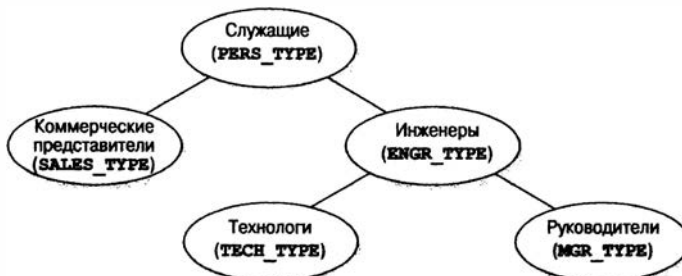 Служащие
(PERS_TYPE)
Коммерческие
представители
(SALES_TYPE)
Инженеры
(ENGR_TYPE)
Технологи
(TECH_TYPE)
Руководители
(MGR_TYPE)